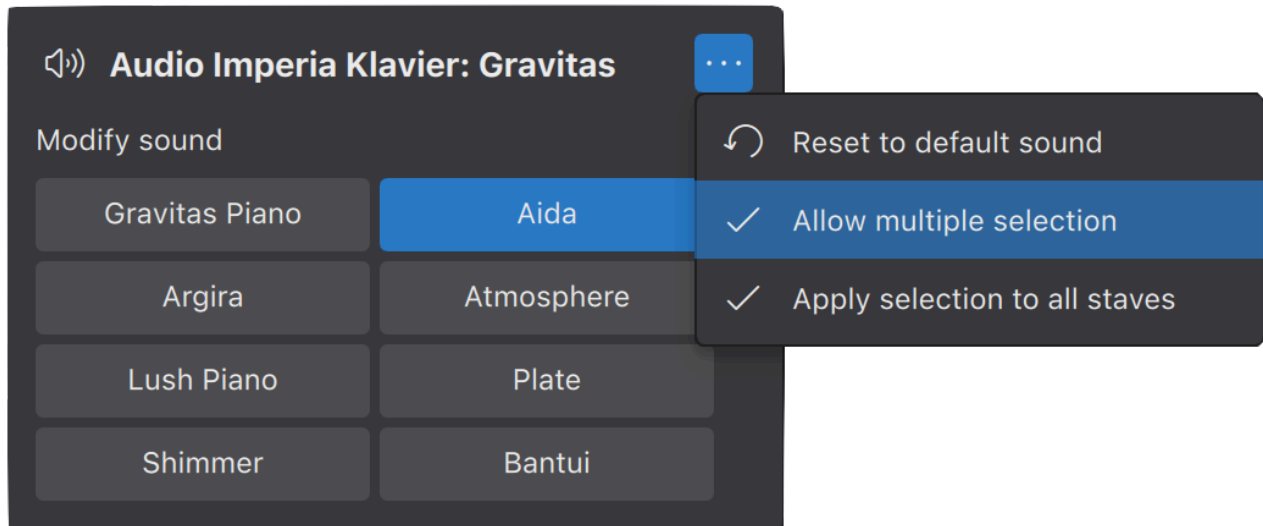 Audio Imperia Klavier: Gravitas
...
Modify sound
Reset to default sound
Gravitas Piano
Aida
Allow multiple selection
Argira
Atmosphere
Apply selection to all staves
Lush Piano
Plate
Shimmer
Bantui